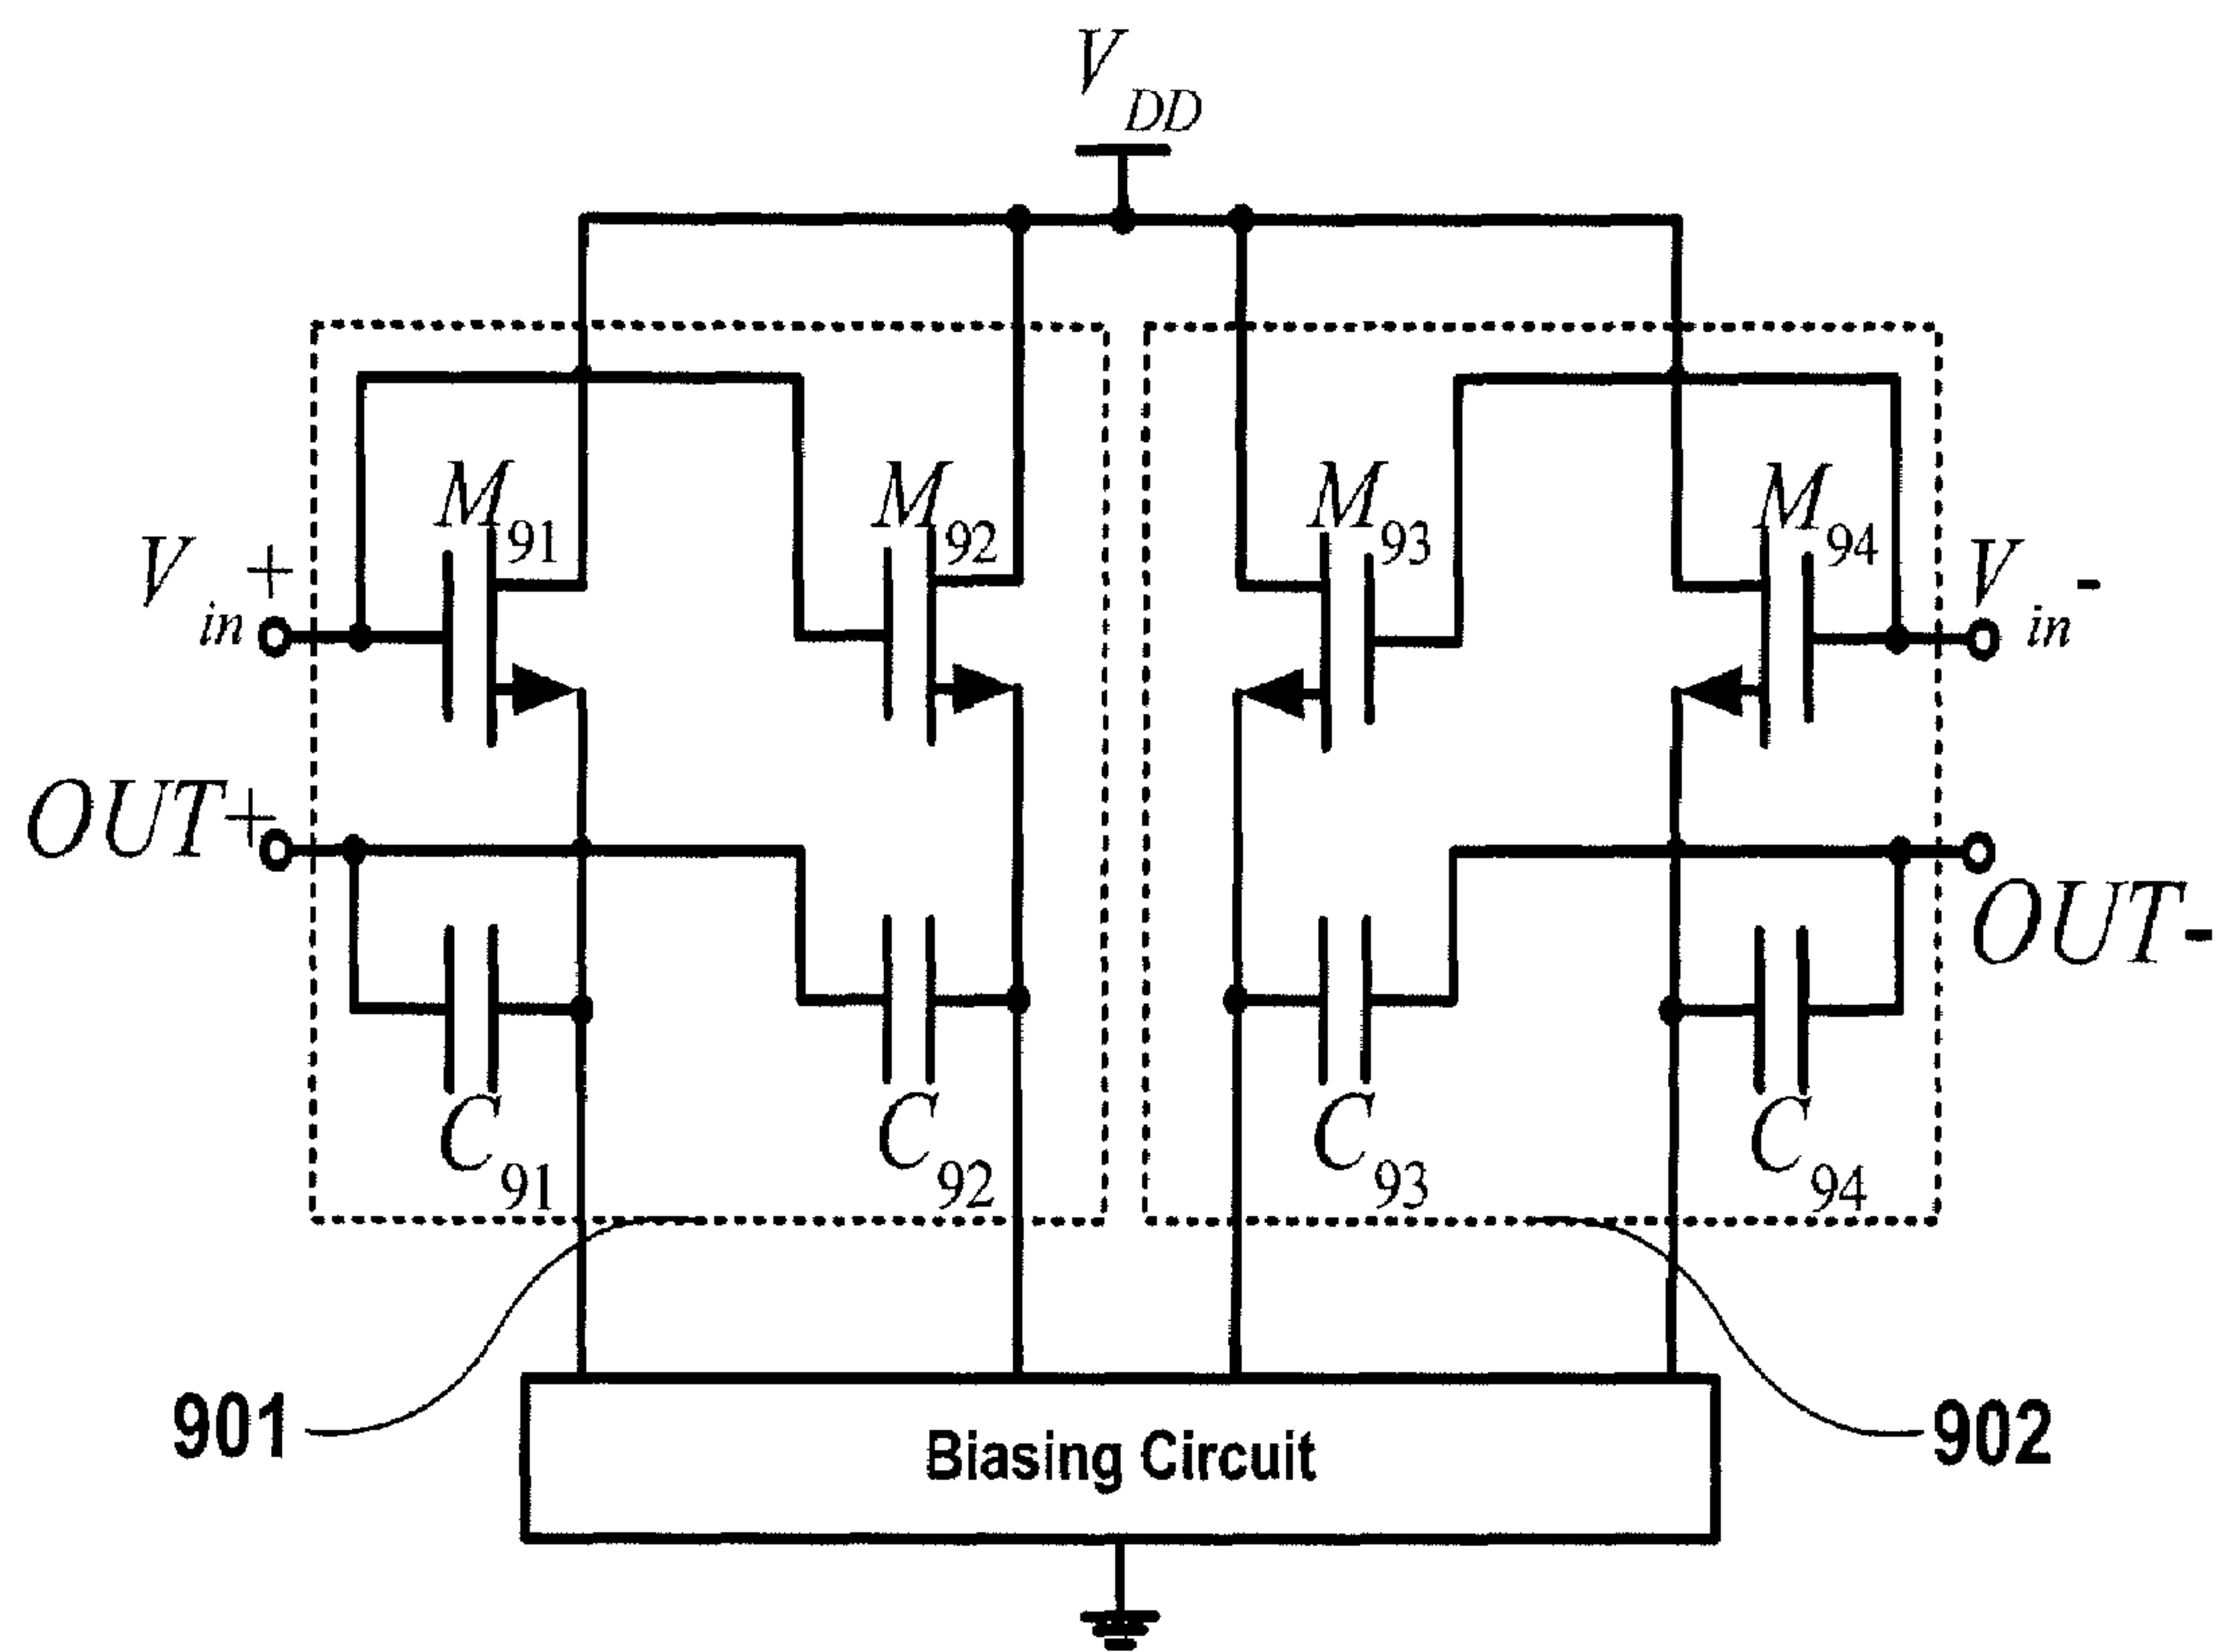 V DD
M 91
M 92
M 93
M 94
V in +
V in -
OUT+
OUT-
C 91
C 92
C 93
C 94
901
902
Biasing Circuit